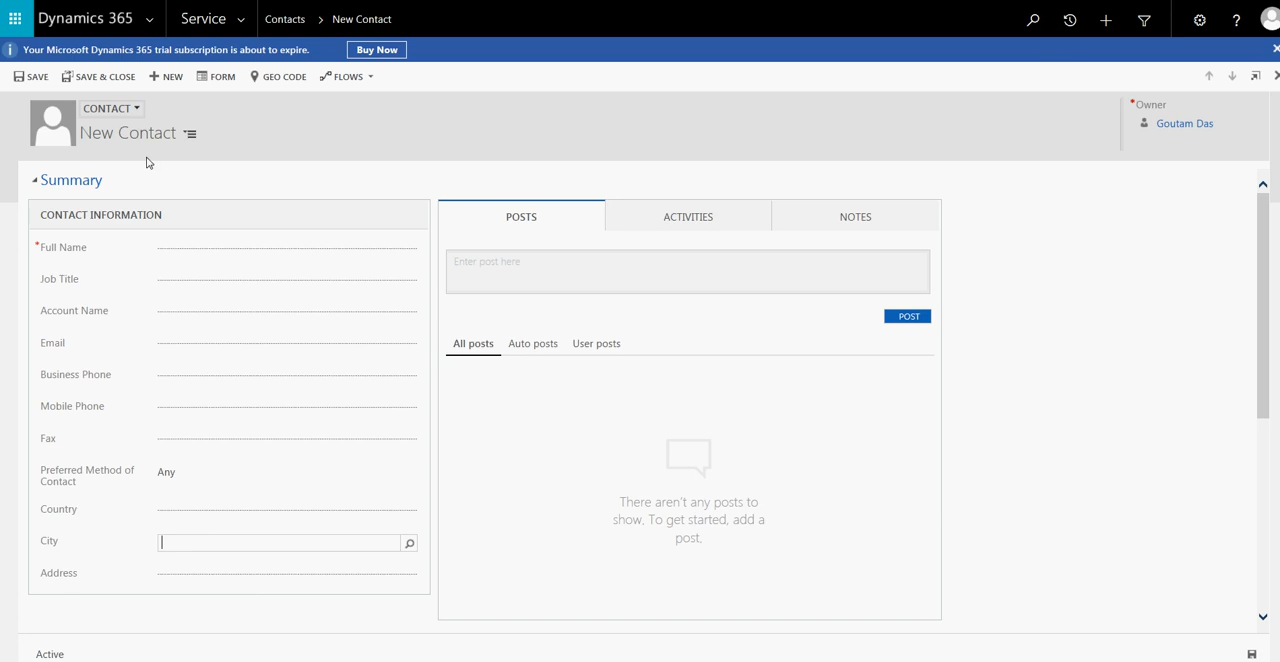 Dynamics 365 Service Contacts > New Contact ?
i Your Microsoft Dynamics 365 trial subscription is about to expire. Buy Now
SAVE SAVE & CLOSE + NEW FORM GEO CODE FLOWS
CONTACT
New Contact
*Owner
Goutam Das
Summary
CONTACT INFORMATION
*Full Name
Job Title
Account Name
Email
Business Phone
Mobile Phone
Fax
Preferred Method of
Contact
Any
Country
City
Address
POSTS ACTIVITIES NOTES
Enter post here
POST
All posts Auto posts User posts
There aren't any posts to
show. To get started, add a
post.
Active